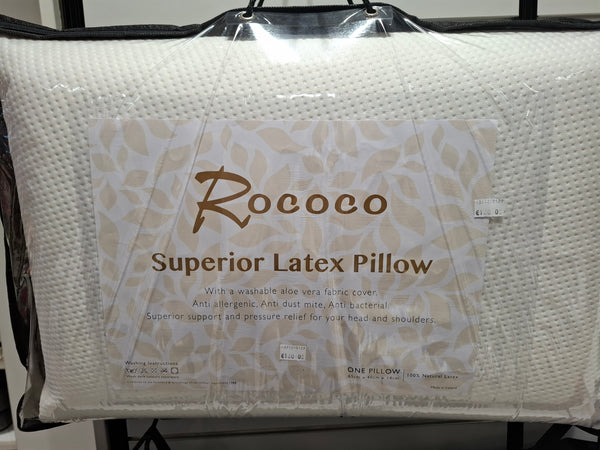 Rococo
Superior Latex Pillow
With a washable aloe vera fabric cover.
Anti allergenic, Anti dust mite, Anti bacterial.
Superior support and pressure relief for your head and shoulders.
Washing Instructions
ONE PILLOW
100% Natural Latex